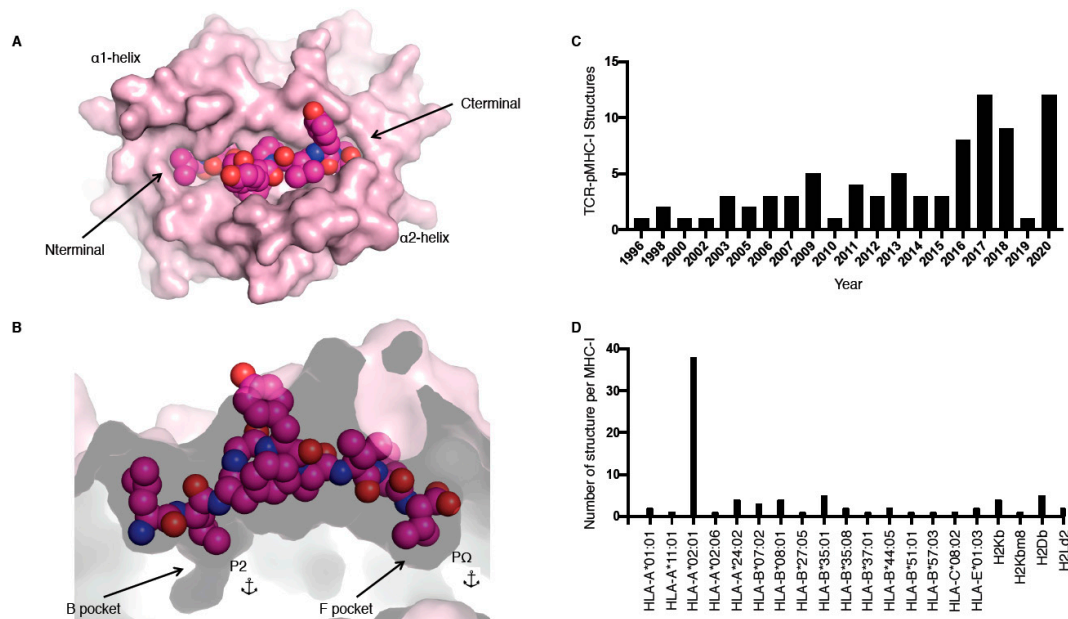 A
α1-helix
Cterminal
Nterminal
α2-helix
B
P2
PΩ
B pocket
F pocket
C
TCR-pMHC-I Structures
15
10
5
0
1996
1998
2000
2002
2003
2005
2006
2007
2009
2010
2011
2012
2013
2014
2015
2016
2017
2018
2019
2020
Year
D
Number of structure per MHC-I
40
30
20
10
0
HLA-A*01:01
HLA-A*11:01
HLA-A*02:01
HLA-A*02:06
HLA-A*24:02
HLA-B*07:02
HLA-B*08:01
HLA-B*27:05
HLA-B*35:01
HLA-B*35:08
HLA-B*37:01
HLA-B*44:05
HLA-B*51:01
HLA-B*57:03
HLA-C*08:02
HLA-E*01:03
H2Kb
H2Kbm8
H2Db
H2Ld2